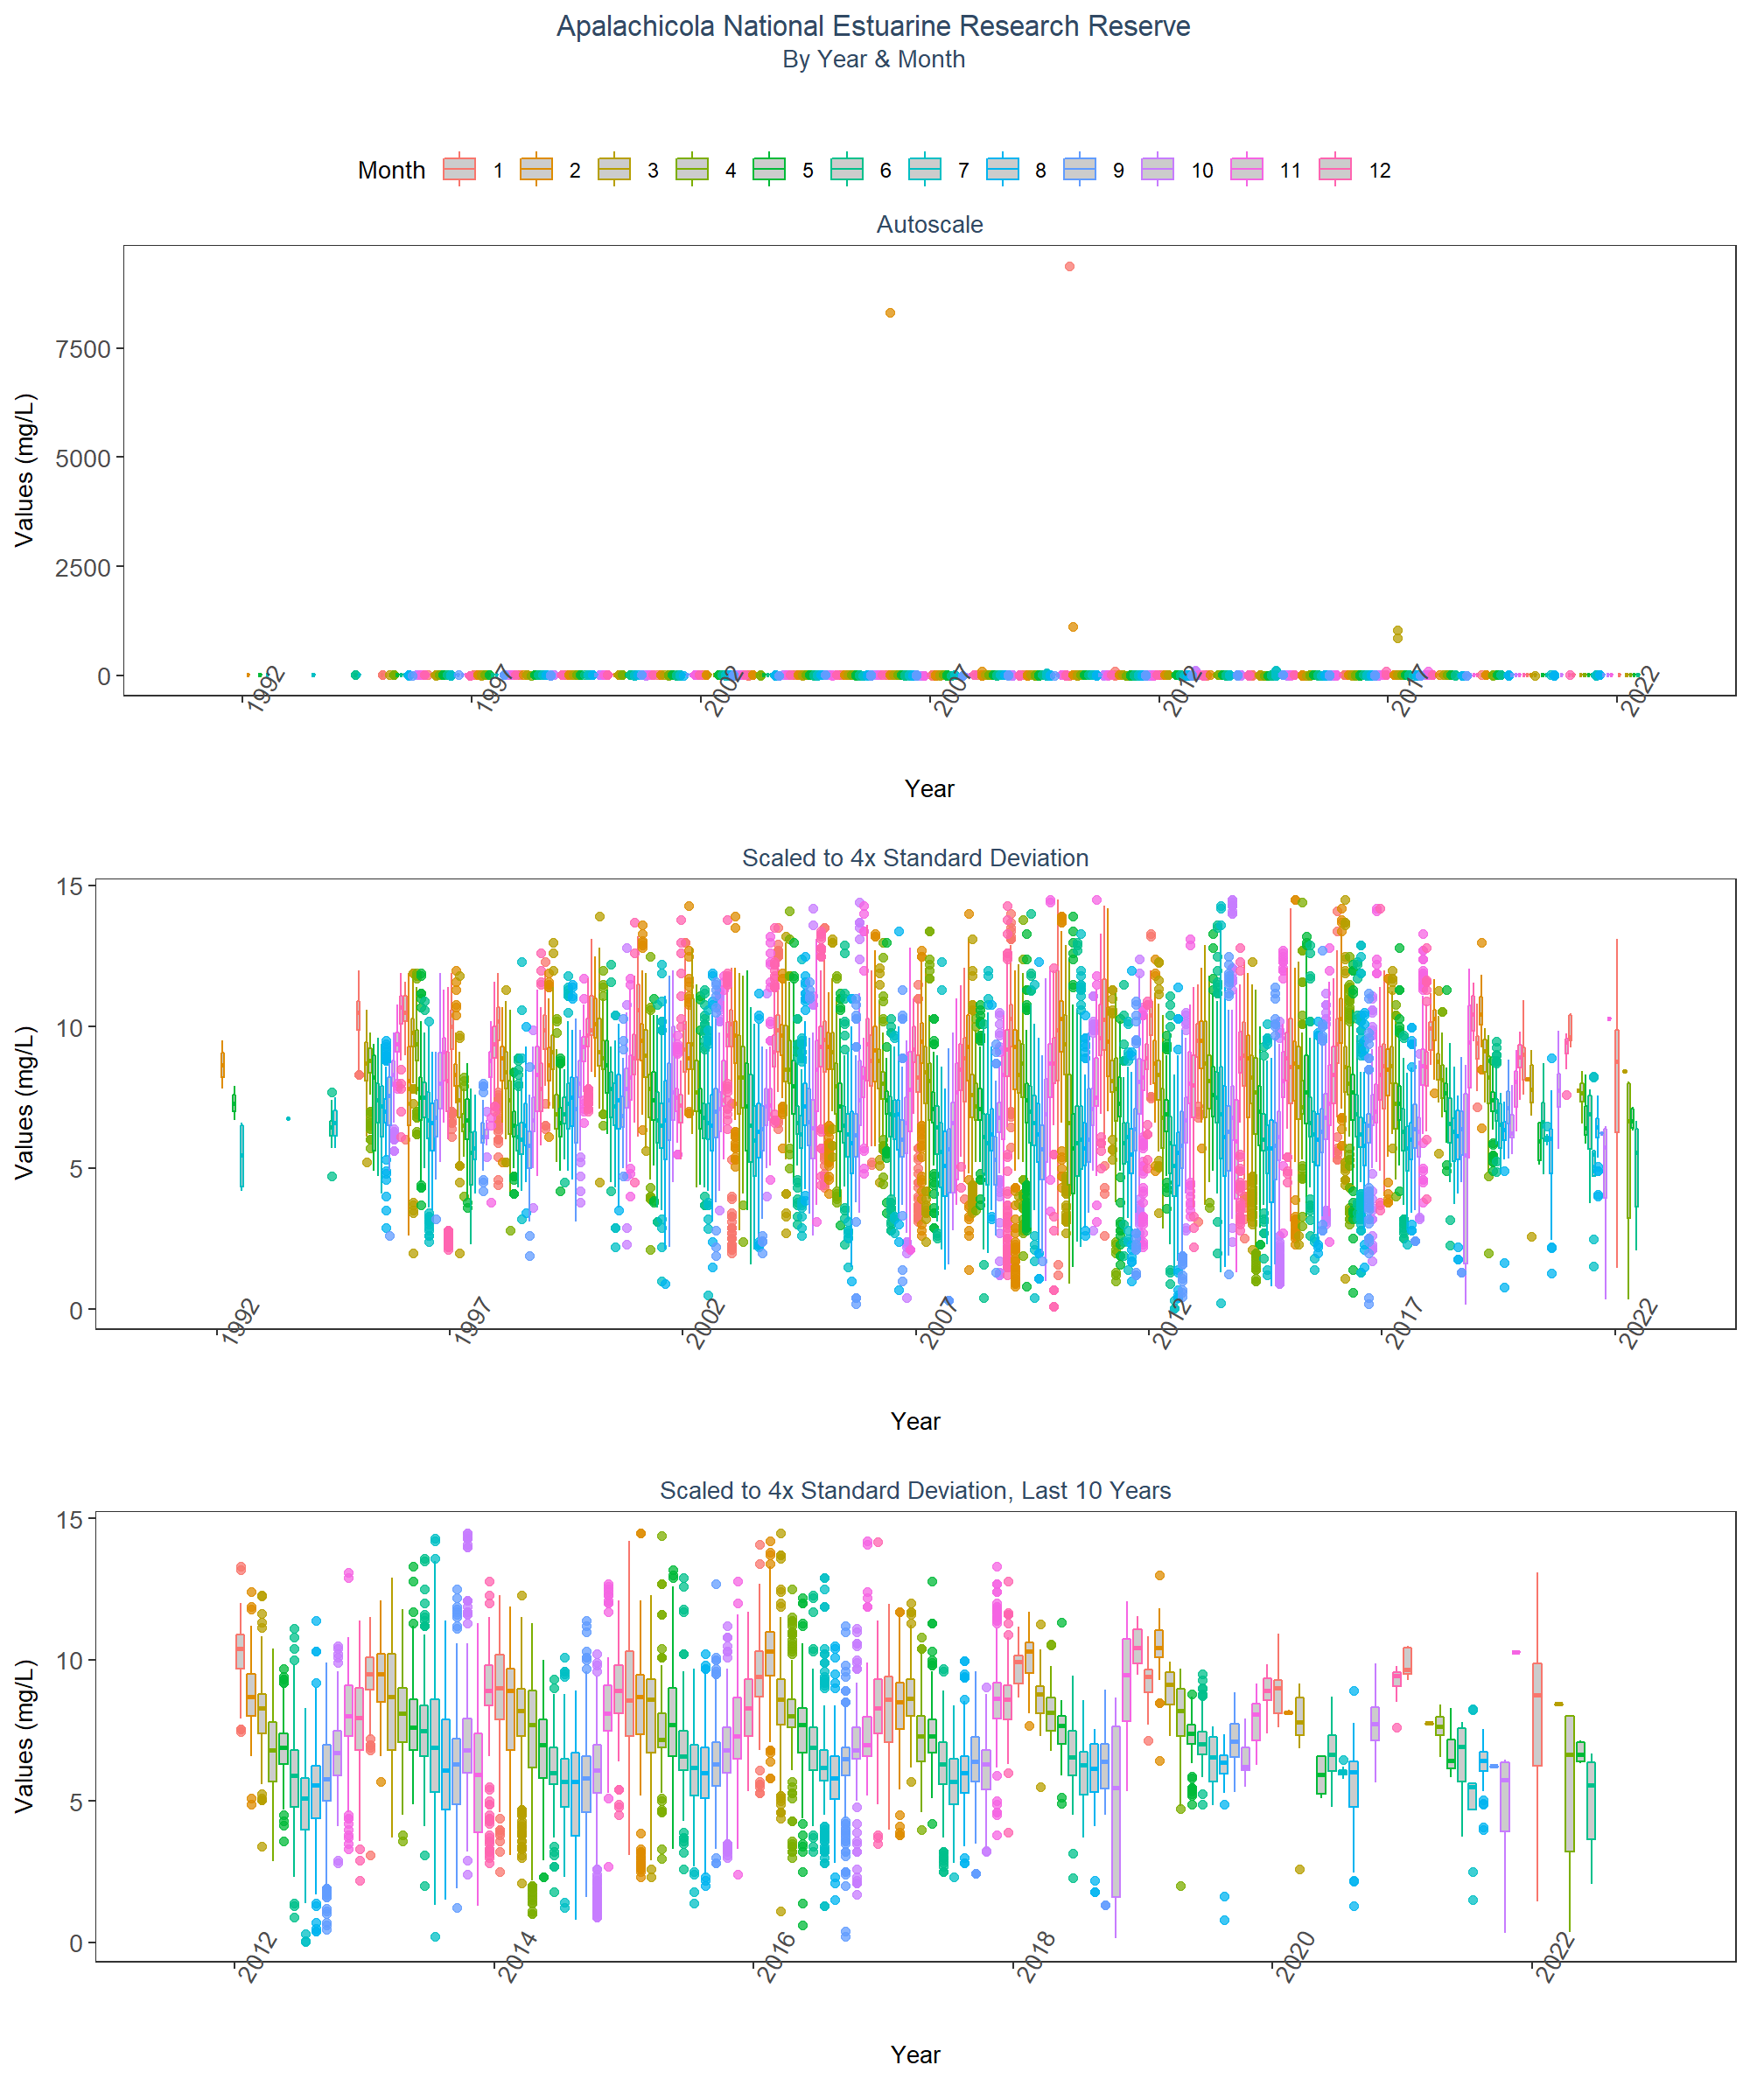 Apalachicola National Estuarine Research Reserve
By Year & Month
Month 1 2 3 4 5 6 7 8 9 10 11 12
Autoscale
Values (mg/L)
7500
5000
2500
0
1992 1997 2002 2007 2012 2017 2022
Year
Scaled to 4x Standard Deviation
Values (mg/L)
15
10
5
0
1992 1997 2002 2007 2012 2017 2022
Year
Scaled to 4x Standard Deviation, Last 10 Years
Values (mg/L)
15
10
5
0
2012 2014 2016 2018 2020 2022
Year